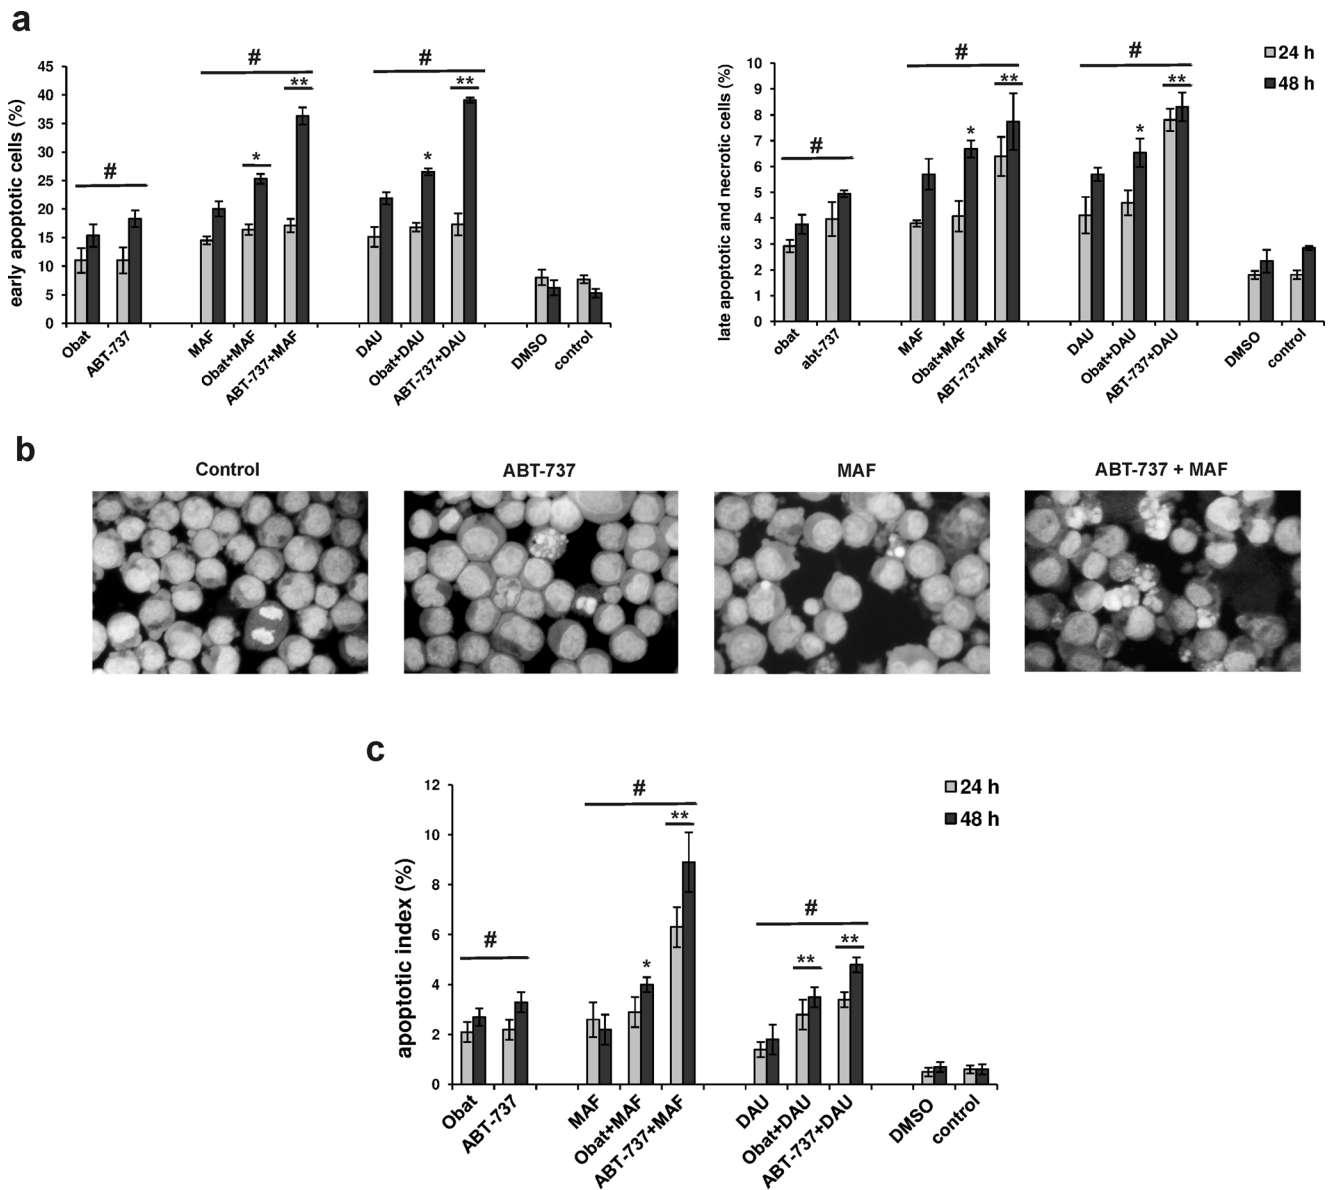 a
#
#
#
**
**
*
*
early apoptotic cells (%)
45
40
35
30
25
20
15
10
5
0
Obat
ABT-737
MAF
Obat+MAF
ABT-737+MAF
DAU
Obat+DAU
ABT-737+DAU
DMSO
control
24 h
48 h
#
#
#
**
**
*
*
late apoptotic and necrotic cells (%)
10
9
8
7
6
5
4
3
2
1
0
obat
abt-737
MAF
Obat+MAF
ABT-737+MAF
DAU
Obat+DAU
ABT-737+DAU
DMSO
control
b
Control
ABT-737
MAF
ABT-737 + MAF
c
24 h
48 h
#
#
#
**
*
**
**
apoptotic index (%)
12
10
8
6
4
2
0
Obat
ABT-737
MAF
Obat+MAF
ABT-737+MAF
DAU
Obat+DAU
ABT-737+DAU
DMSO
control